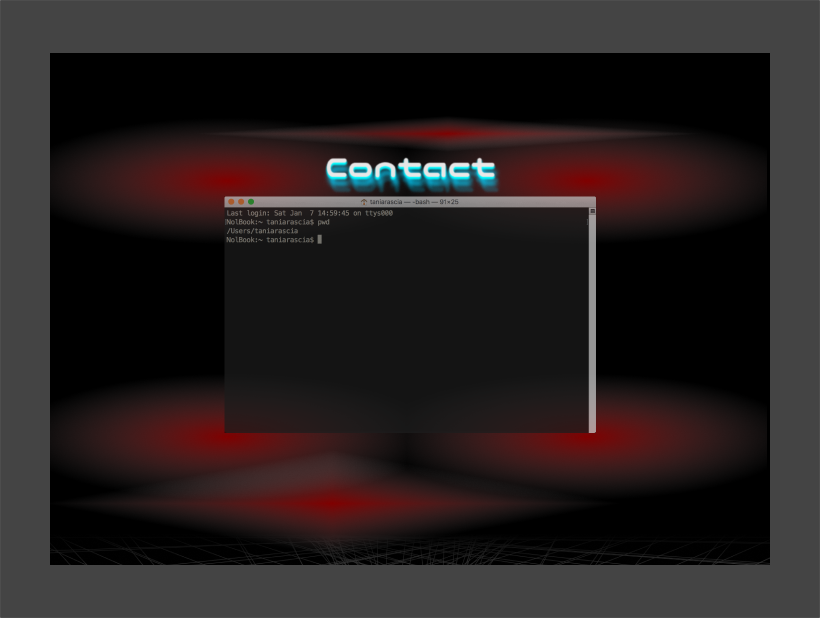 Contact
taniarascia — -bash — 91×25
Last login: Sat Jan  7 14:59:45 on ttys000
NolBook:~ taniarascia$ pwd
/Users/taniarascia
NolBook:~ taniarascia$